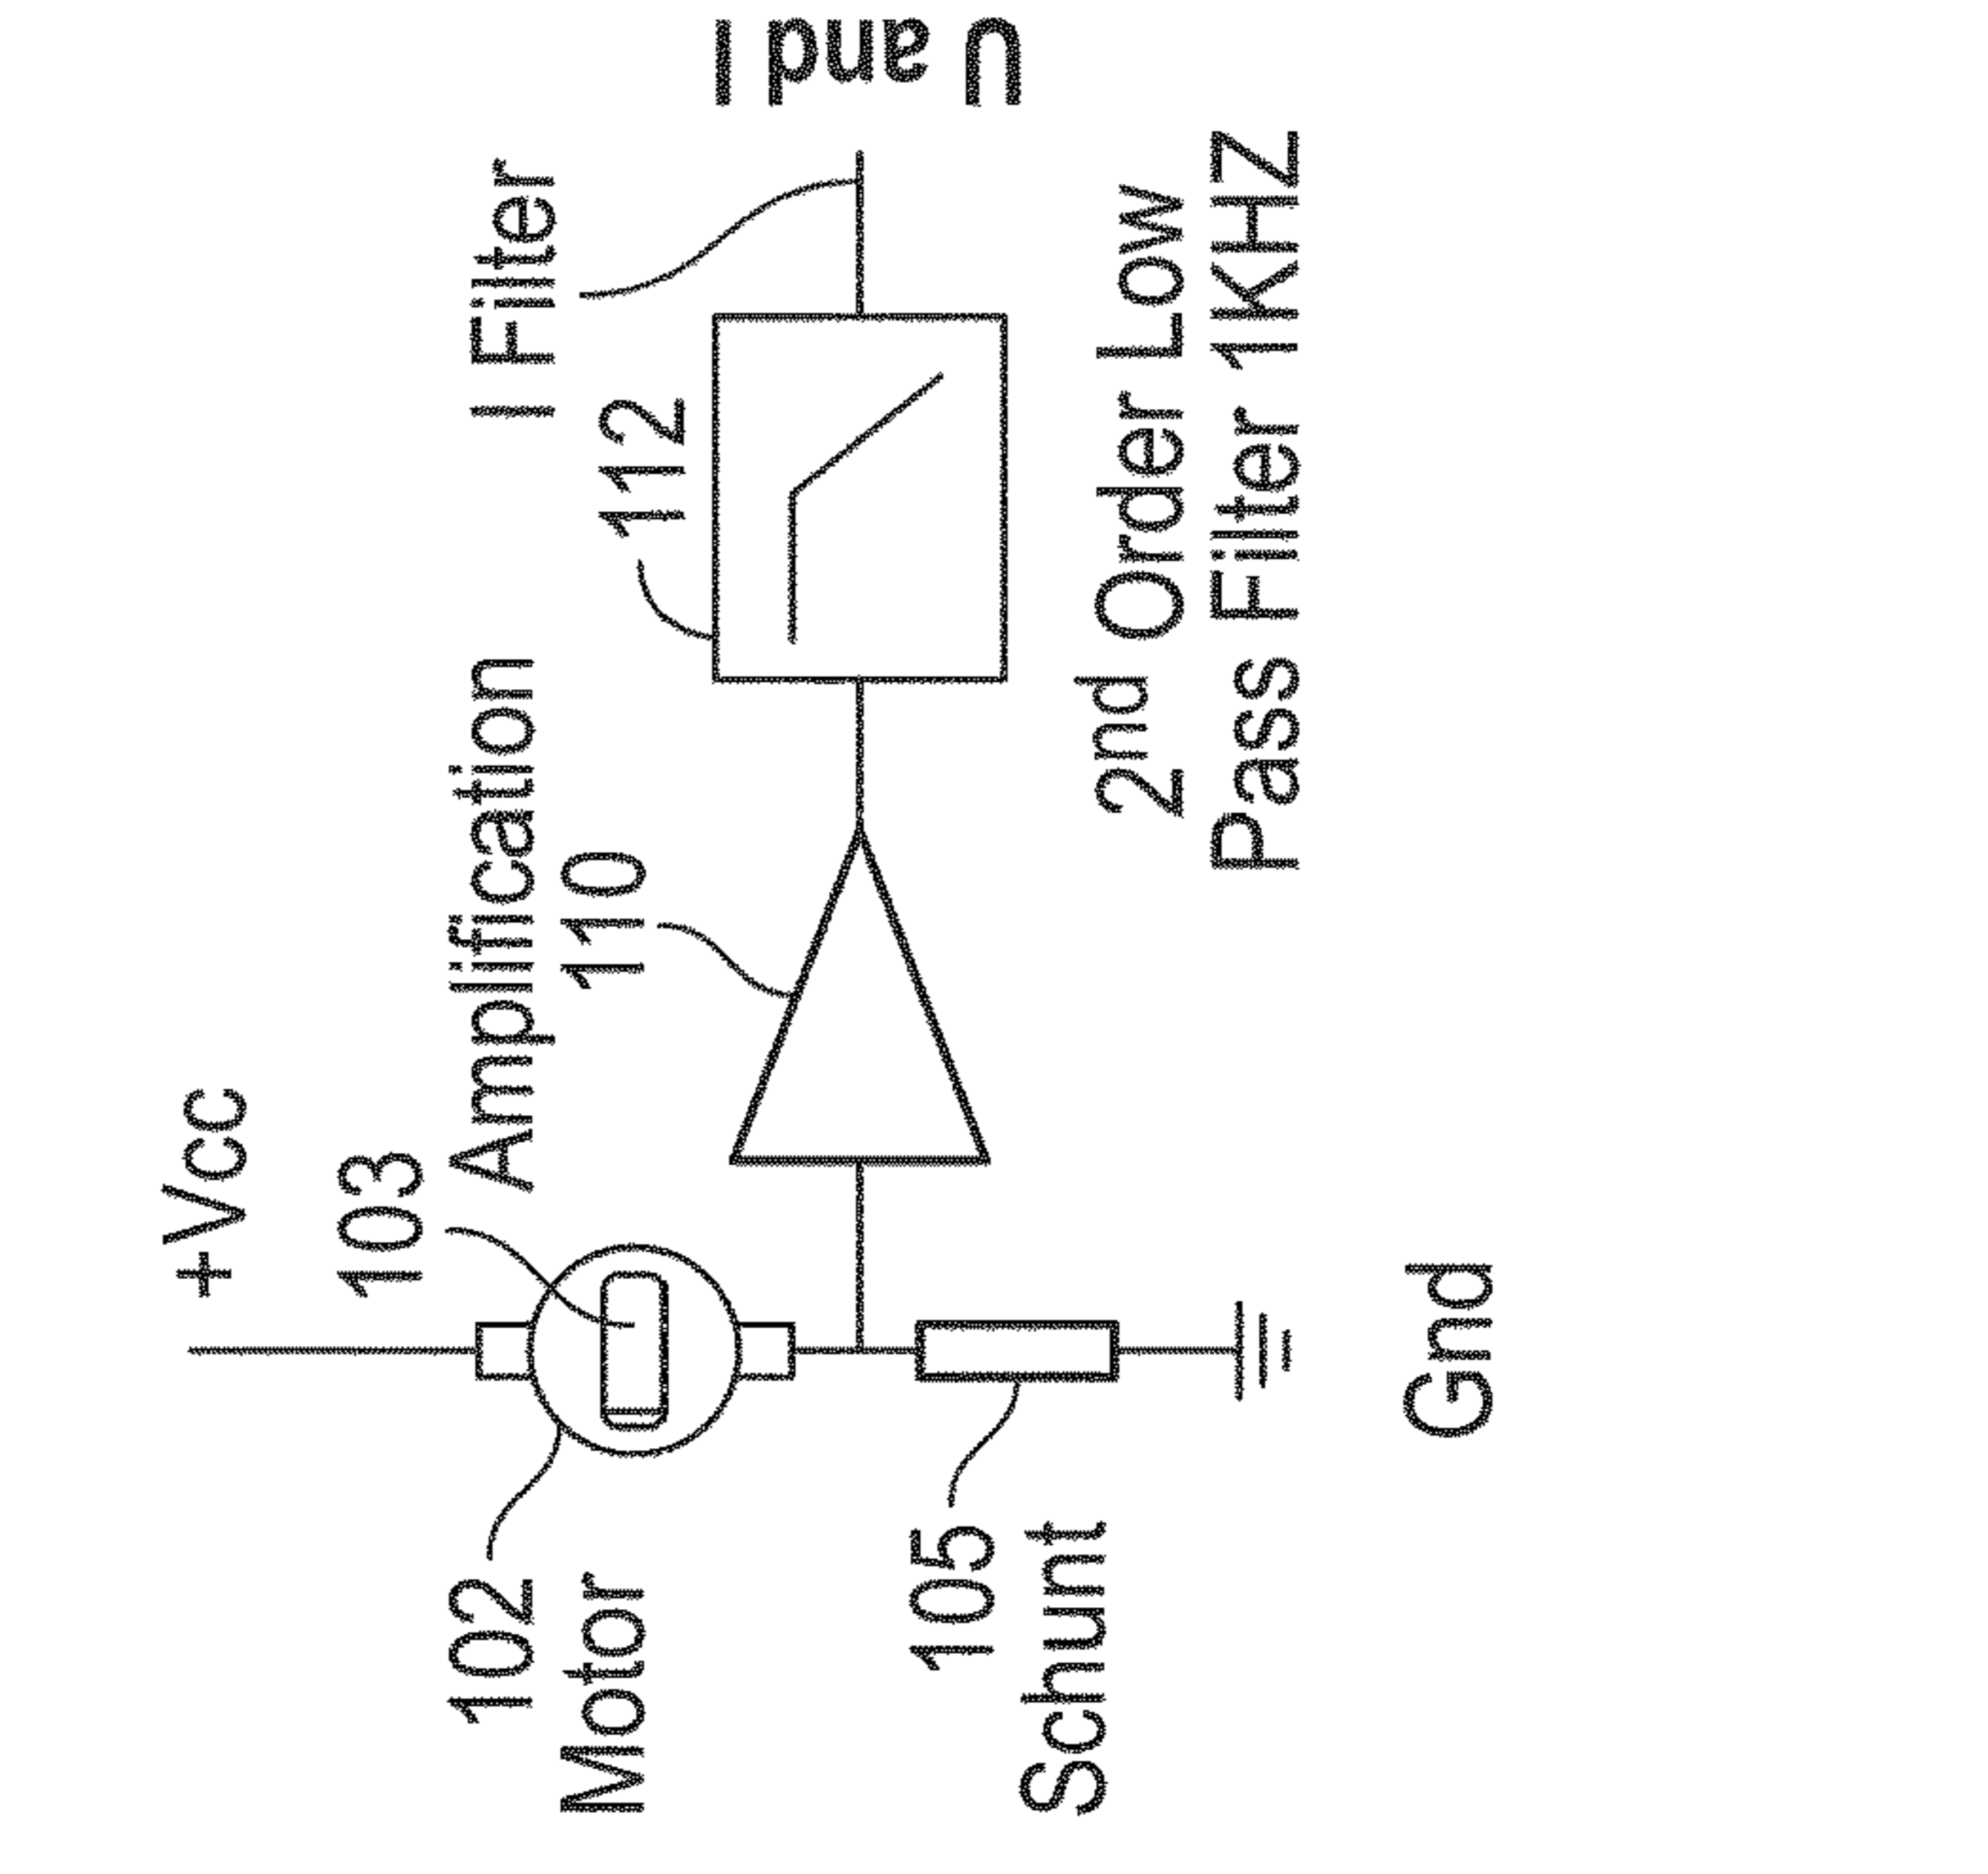 +Vcc
103
102
Motor
Amplification
110
I Filter
112
U and I
105
Schunt
2nd Order Low
Pass Filter 1KHZ
Gnd